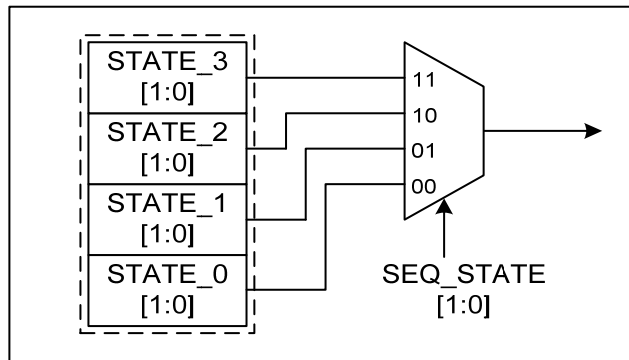 STATE_3
[1:0]
STATE_2
[1:0]
STATE_1
[1:0]
STATE_0
[1:0]
11
10
01
00
SEQ_STATE
[1:0]